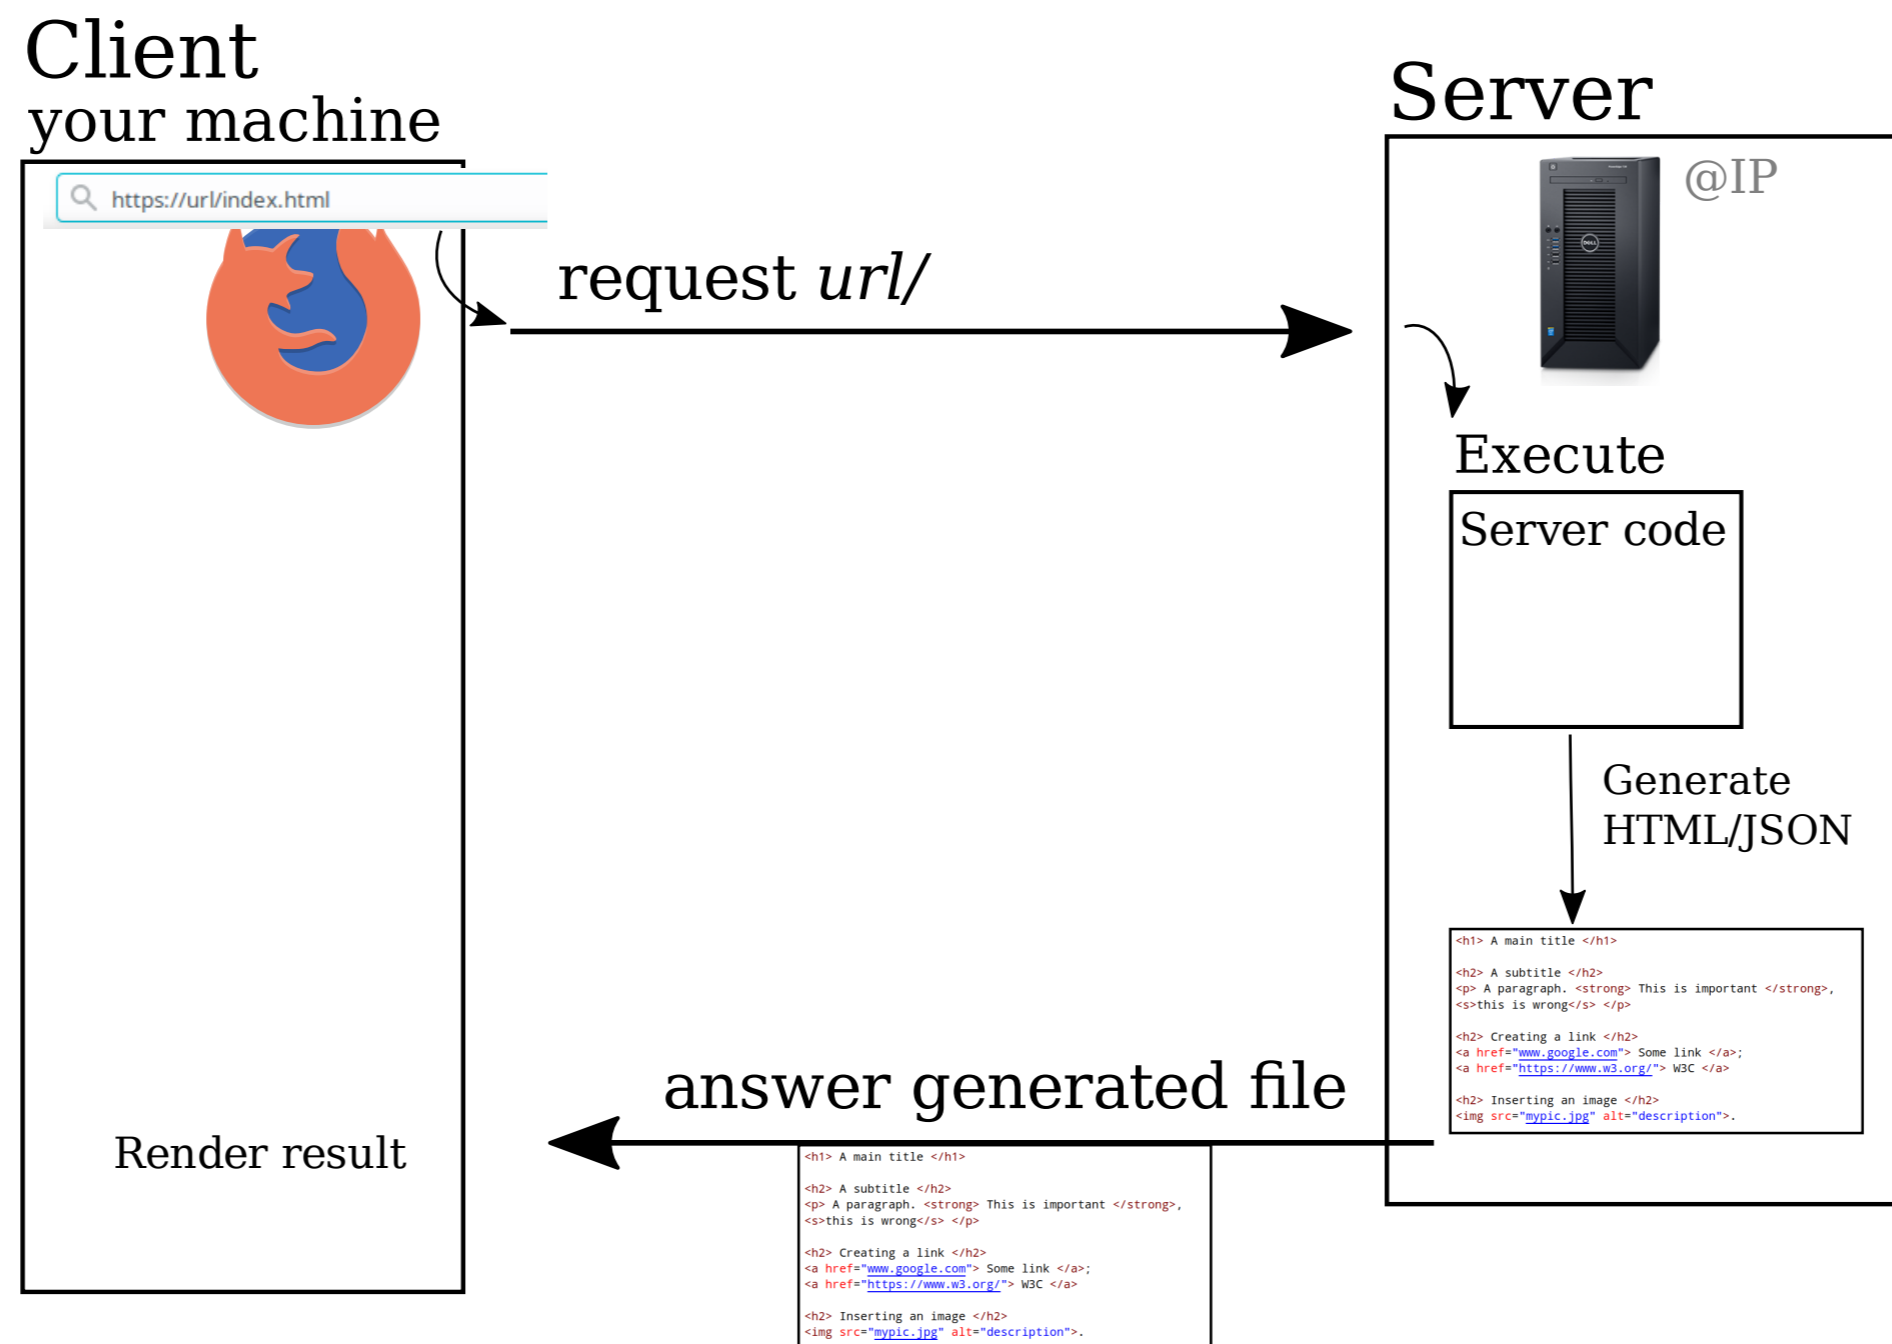 Client
your machine
https://url/index.html
request url/
Server
@IP
DELL
Execute
Server code
Generate
HTML/JSON
<h1> A main title </h1>
<h2> A subtitle </h2>
<p> A paragraph. <strong> This is important </strong>,
<s>this is wrong</s> </p>
<h2> Creating a link </h2>
<a href="www.google.com"> Some link </a>;
<a href="https://www.w3.org/"> W3C </a>
<h2> Inserting an image </h2>
<img src="mypic.jpg" alt="description">.
answer generated file
Render result
<h1> A main title </h1>
<h2> A subtitle </h2>
<p> A paragraph. <strong> This is important </strong>,
<s>this is wrong</s> </p>
<h2> Creating a link </h2>
<a href="www.google.com"> Some link </a>;
<a href="https://www.w3.org/"> W3C </a>
<h2> Inserting an image </h2>
<img src="mypic.jpg" alt="description">.